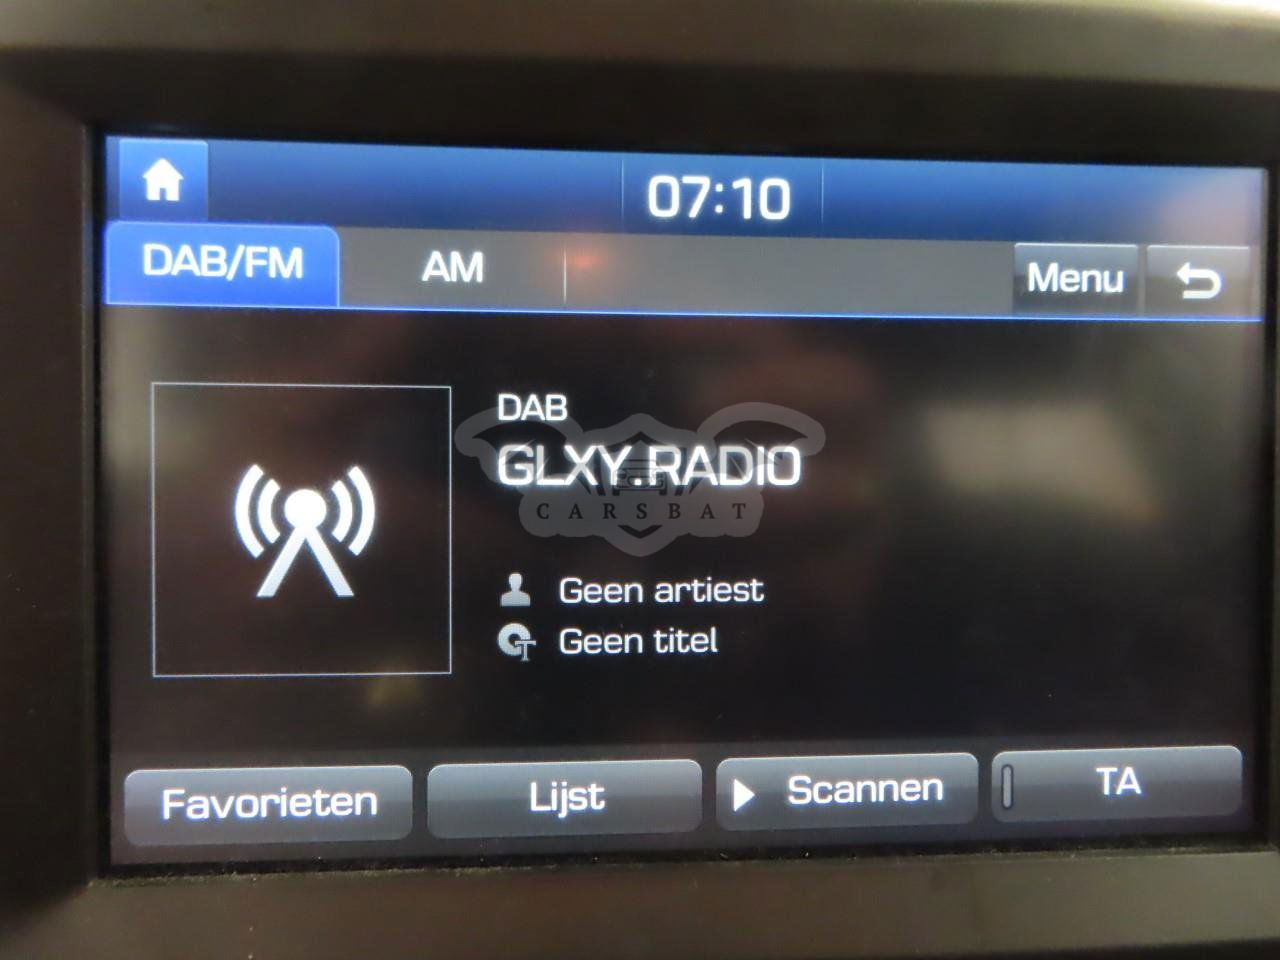 07:10
DAB/FM AM Menu
DAB
GLXY.RADIO
CARSBAT
Geen artiest
Geen titel
Favorieten Lijst Scannen TA